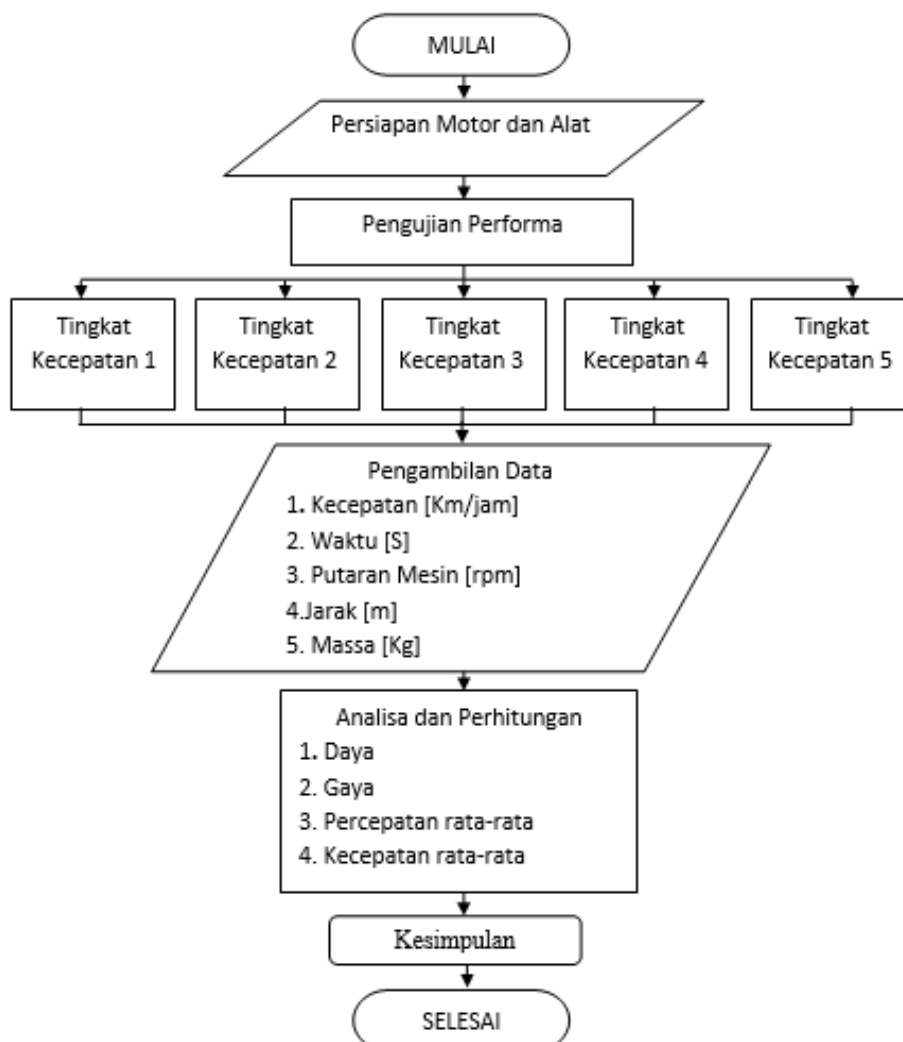 MULAI
Persiapan Motor dan Alat
Pengujian Performa
Tingkat
Kecepatan 1
Tingkat
Kecepatan 2
Tingkat
Kecepatan 3
Tingkat
Kecepatan 4
Tingkat
Kecepatan 5
Pengambilan Data
1. Kecepatan [Km/jam]
2. Waktu [S]
3. Putaran Mesin [rpm]
4.Jarak [m]
5. Massa [Kg]
Analisa dan Perhitungan
1. Daya
2. Gaya
3. Percepatan rata-rata
4. Kecepatan rata-rata
Kesimpulan
SELESAI